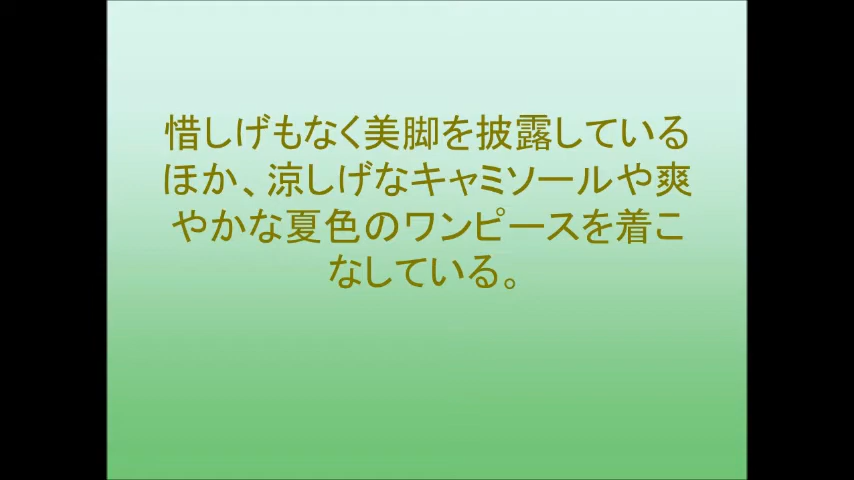 惜しげもなく美脚を披露している
ほか、涼しげなキャミソールや爽
やかな夏色のワンピースを着こ
なしている。